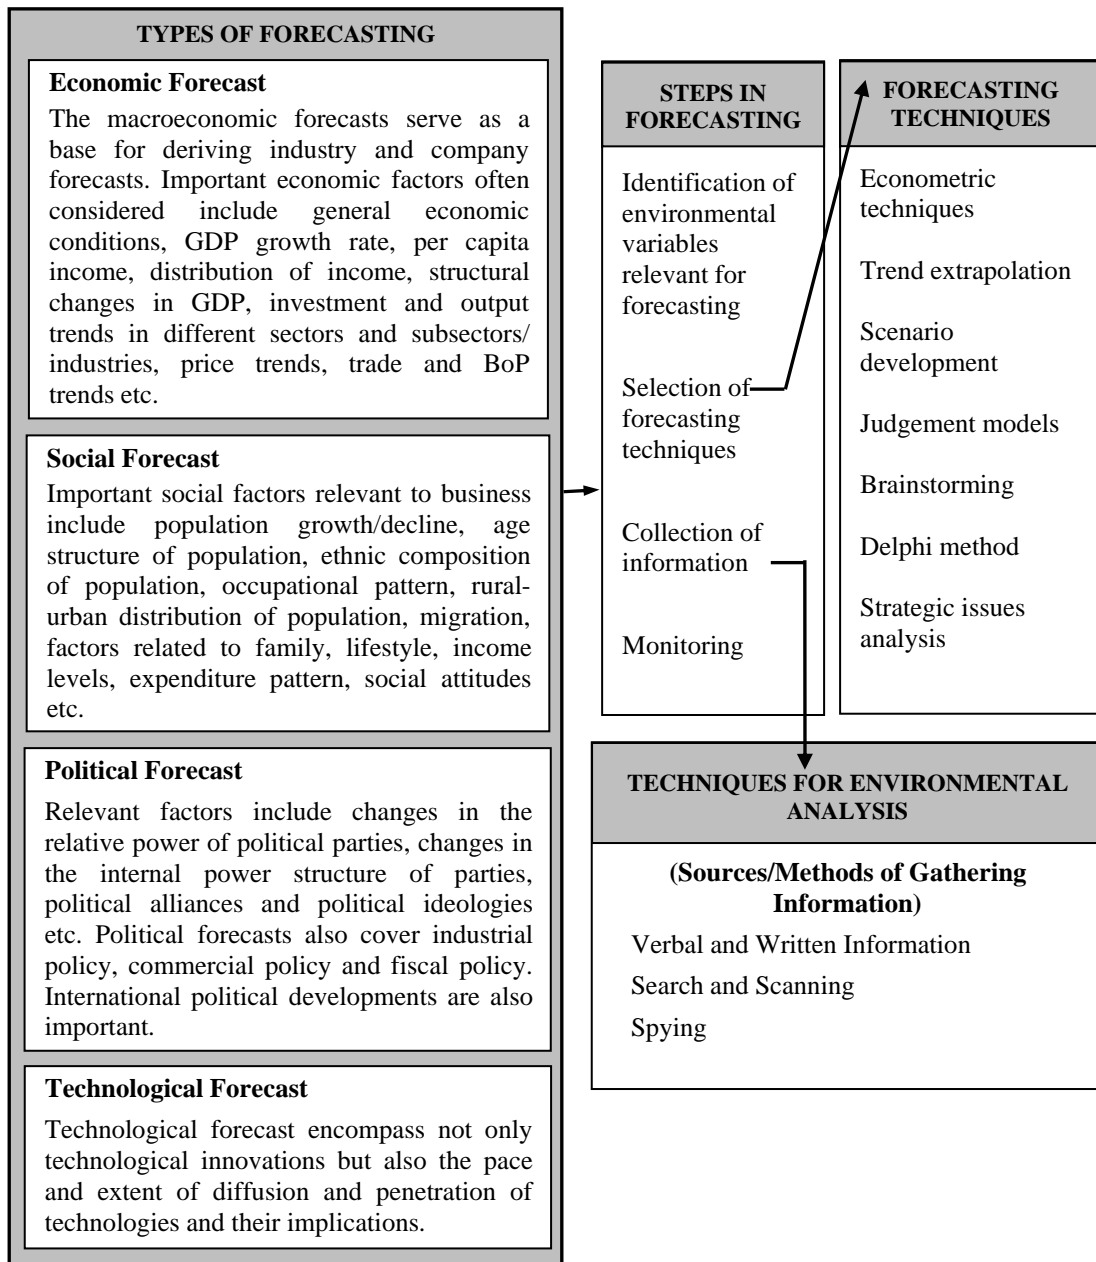 TYPES OF FORECASTING
Economic Forecast
The macroeconomic forecasts serve as a
base for deriving industry and company
forecasts. Important economic factors often
considered include general economic
conditions, GDP growth rate, per capita
income, distribution of income, structural
changes in GDP, investment and output
trends in different sectors and subsectors/
industries, price trends, trade and BoP
trends etc.
Social Forecast
Important social factors relevant to business
include population growth/decline, age
structure of population, ethnic composition
of population, occupational pattern, rural-
urban distribution of population, migration,
factors related to family, lifestyle, income
levels, expenditure pattern, social attitudes
etc.
Political Forecast
Relevant factors include changes in the
relative power of political parties, changes in
the internal power structure of parties,
political alliances and political ideologies
etc. Political forecasts also cover industrial
policy, commercial policy and fiscal policy.
International political developments are also
important.
Technological Forecast
Technological forecast encompass not only
technological innovations but also the pace
and extent of diffusion and penetration of
technologies and their implications.
STEPS IN
FORECASTING
Identification of
environmental
variables
relevant for
forecasting
Selection of
forecasting
techniques
Collection of
information
Monitoring
FORECASTING
TECHNIQUES
Econometric
techniques
Trend extrapolation
Scenario
development
Judgement models
Brainstorming
Delphi method
Strategic issues
analysis
TECHNIQUES FOR ENVIRONMENTAL
ANALYSIS
(Sources/Methods of Gathering
Information)
Verbal and Written Information
Search and Scanning
Spying